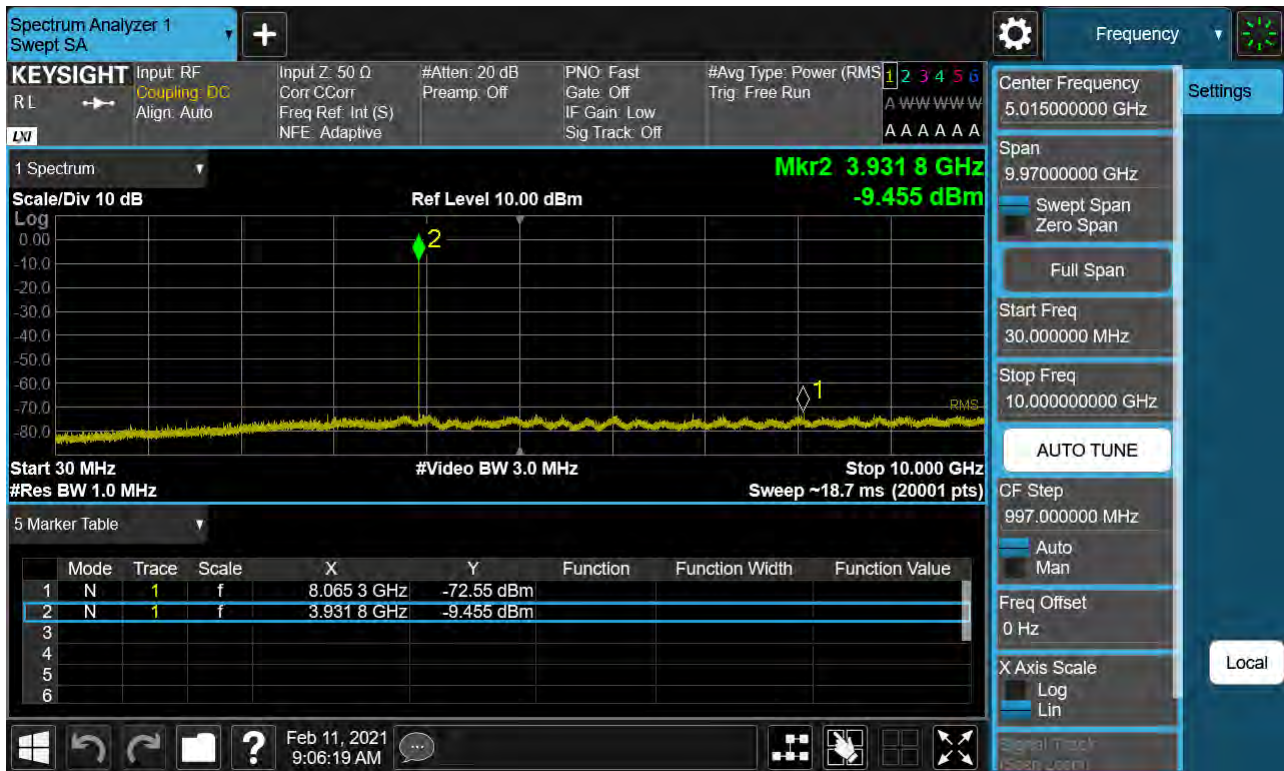 Spectrum Analyzer 1
Swept SA
Frequency
KEYSIGHT
RL
LXI
Input: RF
Coupling: DC
Align: Auto
Input Z: 50 Ω
Corr CCorr
Freq Ref: Int (S)
NFE: Adaptive
#Atten: 20 dB
Preamp: Off
PNO: Fast
Gate: Off
IF Gain: Low
Sig Track: Off
#Avg Type: Power (RMS
Trig: Free Run
1 2 3 4 5 6
A W W W W W
A A A A A A
1 Spectrum
Mkr2 3.931 8 GHz
-9.455 dBm
Scale/Div 10 dB
Ref Level 10.00 dBm
Log
0.00
-10.0
-20.0
-30.0
-40.0
-50.0
-60.0
-70.0
-80.0
2
1
RMS
Start 30 MHz
#Video BW 3.0 MHz
Stop 10.000 GHz
#Res BW 1.0 MHz
Sweep ~18.7 ms (20001 pts)
5 Marker Table
Mode Trace Scale X Y Function Function Width Function Value
1 N 1 f 8.065 3 GHz -72.55 dBm
2 N 1 f 3.931 8 GHz -9.455 dBm
3
4
5
6
Feb 11, 2021
9:06:19 AM
Center Frequency
5.015000000 GHz
Span
9.97000000 GHz
Swept Span
Zero Span
Full Span
Start Freq
30.000000 MHz
Stop Freq
10.000000000 GHz
AUTO TUNE
CF Step
997.000000 MHz
Auto
Man
Freq Offset
0 Hz
X Axis Scale
Log
Lin
Signal Track
(Span Zoom)
Settings
Local